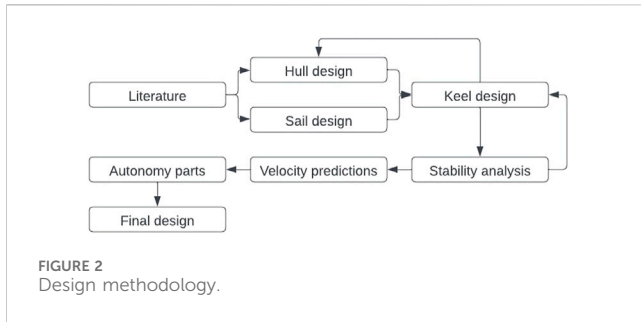 Hull design
Literature
Keel design
Sail design
Autonomy parts
Velocity predictions
Stability analysis
Final design
FIGURE 2
Design methodology.